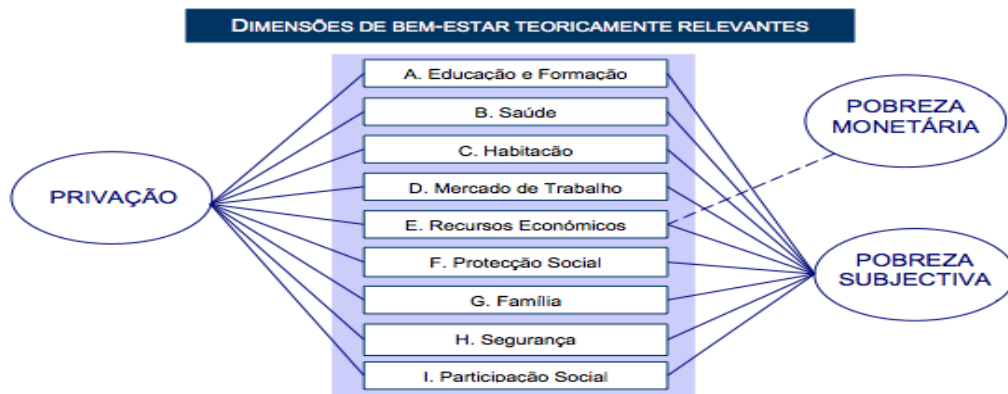 DIMENSÕES DE BEM-ESTAR TEORICAMENTE RELEVANTES
A. Educação e Formação
B. Saúde
C. Habitacão
D. Mercado de Trabalho
E. Recursos Económicos
F. Protecção Social
G. Família
H. Segurança
I. Participação Social
PRIVAÇÃO
POBREZA
MONETÁRIA
POBREZA
SUBJECTIVA